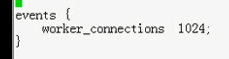 events {
    worker_connections  1024;
}